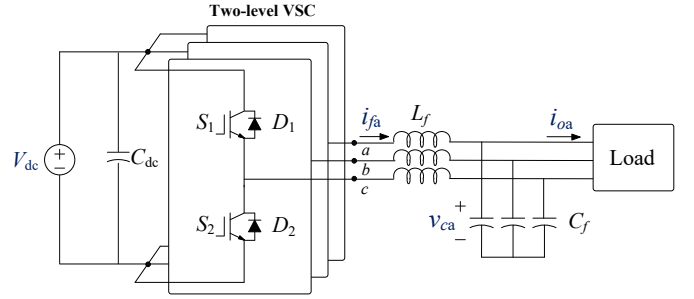 Two-level VSC
V_dc
+
−
C_dc
S_1
D_1
S_2
D_2
i_fa
L_f
i_oa
a
b
c
Load
v_ca
+
−
C_f